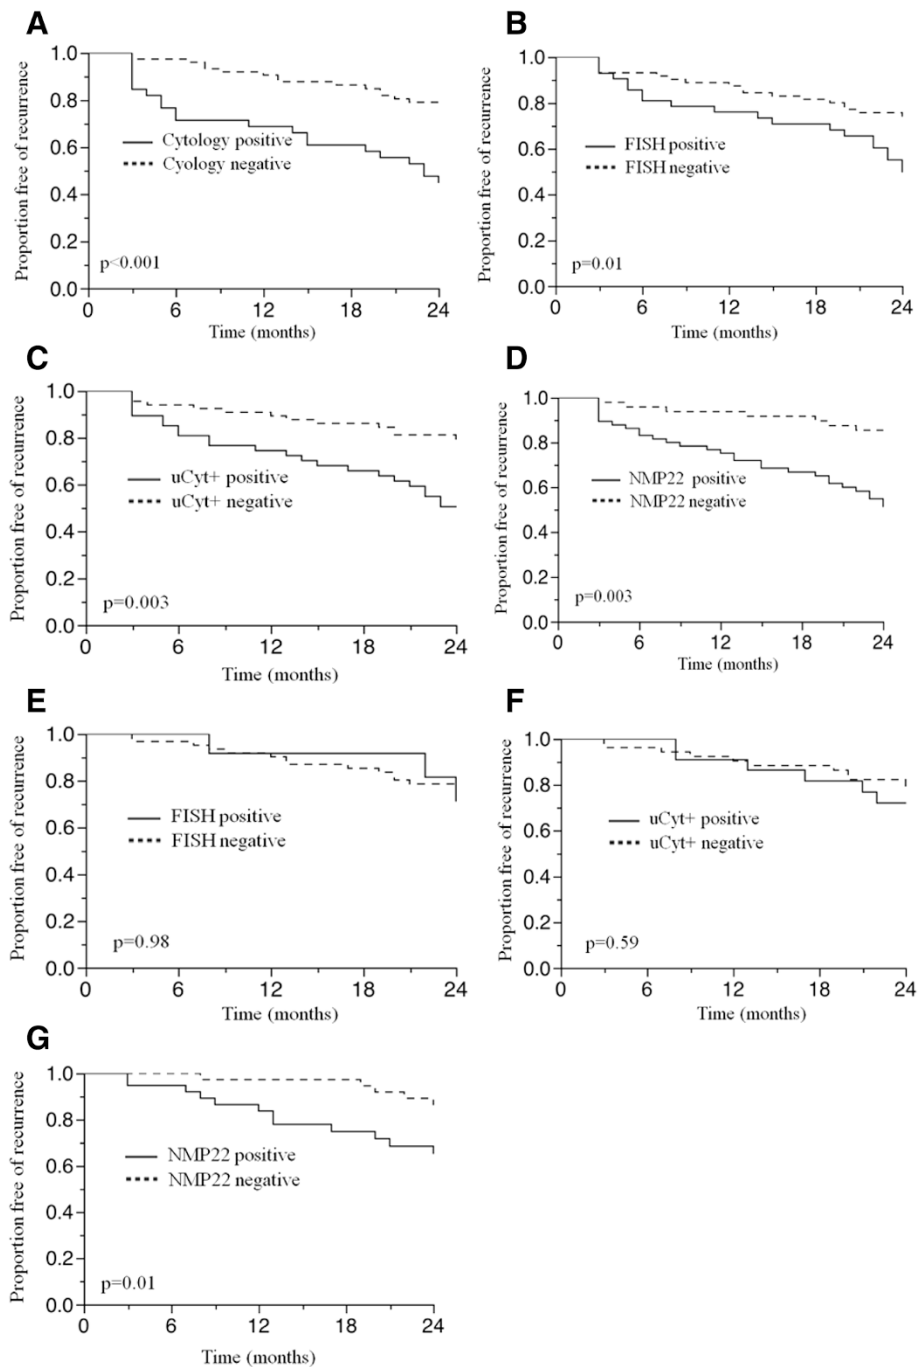 A
Proportion free of recurrence
1.0
0.8
0.6
0.4
0.2
0.0
Cytology positive
Cyology negative
p<0.001
0 6 12 18 24
Time (months)
B
Proportion free of recurrence
1.0
0.8
0.6
0.4
0.2
0.0
FISH positive
FISH negative
p=0.01
0 6 12 18 24
Time (months)
C
Proportion free of recurrence
1.0
0.8
0.6
0.4
0.2
0.0
uCyt+ positive
uCyt+ negative
p=0.003
0 6 12 18 24
Time (months)
D
Proportion free of recurrence
1.0
0.8
0.6
0.4
0.2
0.0
NMP22 positive
NMP22 negative
p=0.003
0 6 12 18 24
Time (months)
E
Proportion free of recurrence
1.0
0.8
0.6
0.4
0.2
0.0
FISH positive
FISH negative
p=0.98
0 6 12 18 24
Time (months)
F
Proportion free of recurrence
1.0
0.8
0.6
0.4
0.2
0.0
uCyt+ positive
uCyt+ negative
p=0.59
0 6 12 18 24
Time (months)
G
Proportion free of recurrence
1.0
0.8
0.6
0.4
0.2
0.0
NMP22 positive
NMP22 negative
p=0.01
0 6 12 18 24
Time (months)